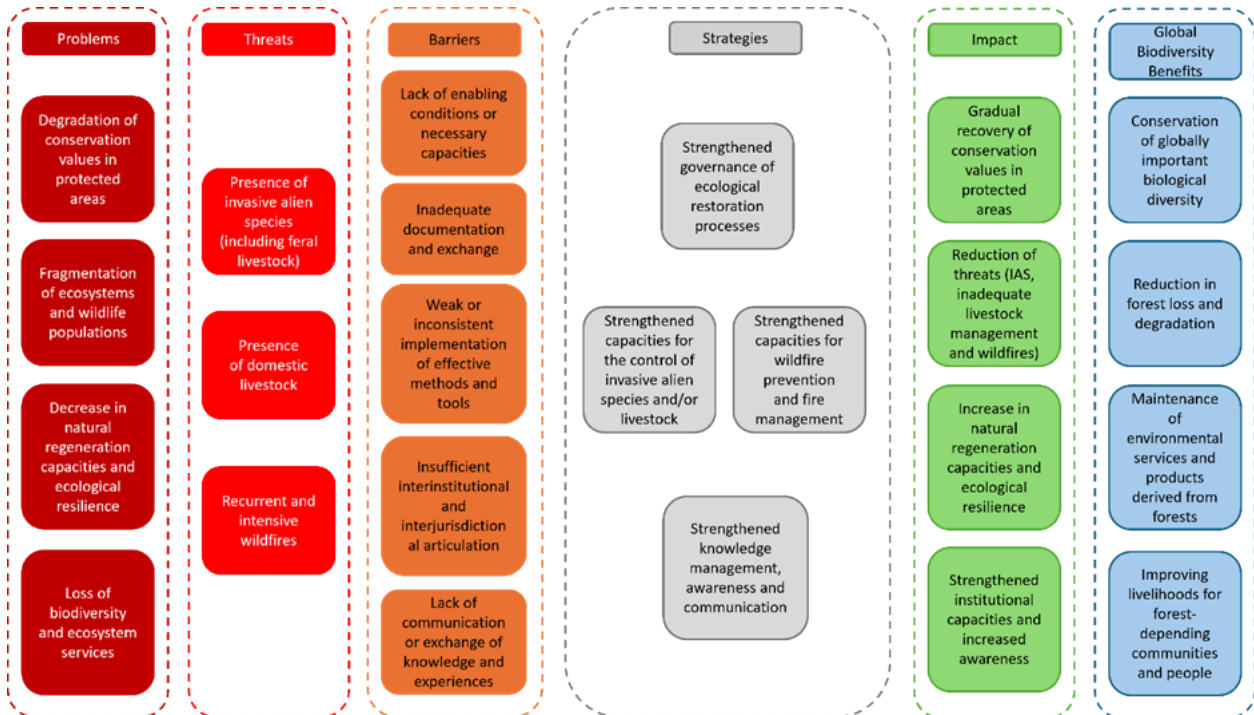 Problems
Degradation of
conservation
values in
protected
areas
Fragmentation
of ecosystems
and wildlife
populations
Decrease in
natural
regeneration
capacities and
ecological
resilience
Loss of
biodiversity
and ecosystem
services
Threats
Presence of
invasive alien
species
(including feral
livestock)
Presence
of domestic
livestock
Recurrent and
intensive
wildfires
Barriers
Lack of enabling
conditions or
necessary
capacities
Inadequate
documentation
and exchange
Weak or
inconsistent
implementation
of effective
methods and
tools
Insufficient
interinstitutional
and
interjurisdiction
al articulation
Lack of
communication
or exchange of
knowledge and
experiences
Strategies
Strengthened
governance of
ecological
restoration
processes
Strengthened
capacities for
the control of
invasive alien
species and/or
livestock
Strengthened
capacities for
wildfire
prevention
and fire
management
Strengthened
knowledge
management,
awareness and
communication
Impact
Gradual
recovery of
conservation
values in
protected
areas
Reduction of
threats (IAS,
inadequate
livestock
management
and wildfires)
Increase in
natural
regeneration
capacities and
ecological
resilience
Strengthened
institutional
capacities and
increased
awareness
Global
Biodiversity
Benefits
Conservation
of globally
important
biological
diversity
Reduction in
forest loss and
degradation
Maintenance
of
environmental
services and
products
derived from
forests
Improving
livelihoods for
forest-
depending
communities
and people